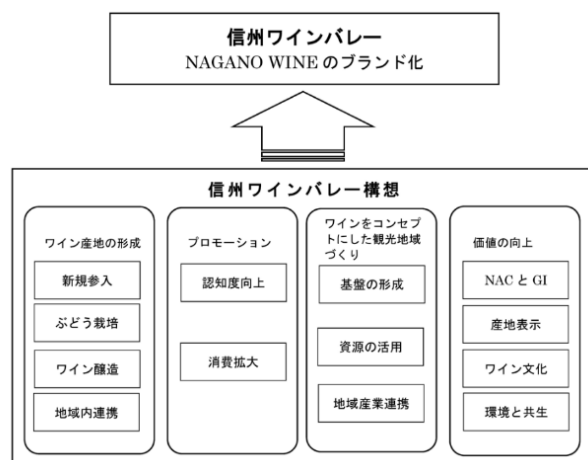 信州ワインバレー
NAGANO WINE のブランド化
信州ワインバレー構想
ワイン産地の形成
新規参入
ぶどう栽培
ワイン醸造
地域内連携
プロモーション
認知度向上
消費拡大
ワインをコンセプ
トにした観光地域
づくり
基盤の形成
資源の活用
地域産業連携
価値の向上
NAC と GI
産地表示
ワイン文化
環境と共生